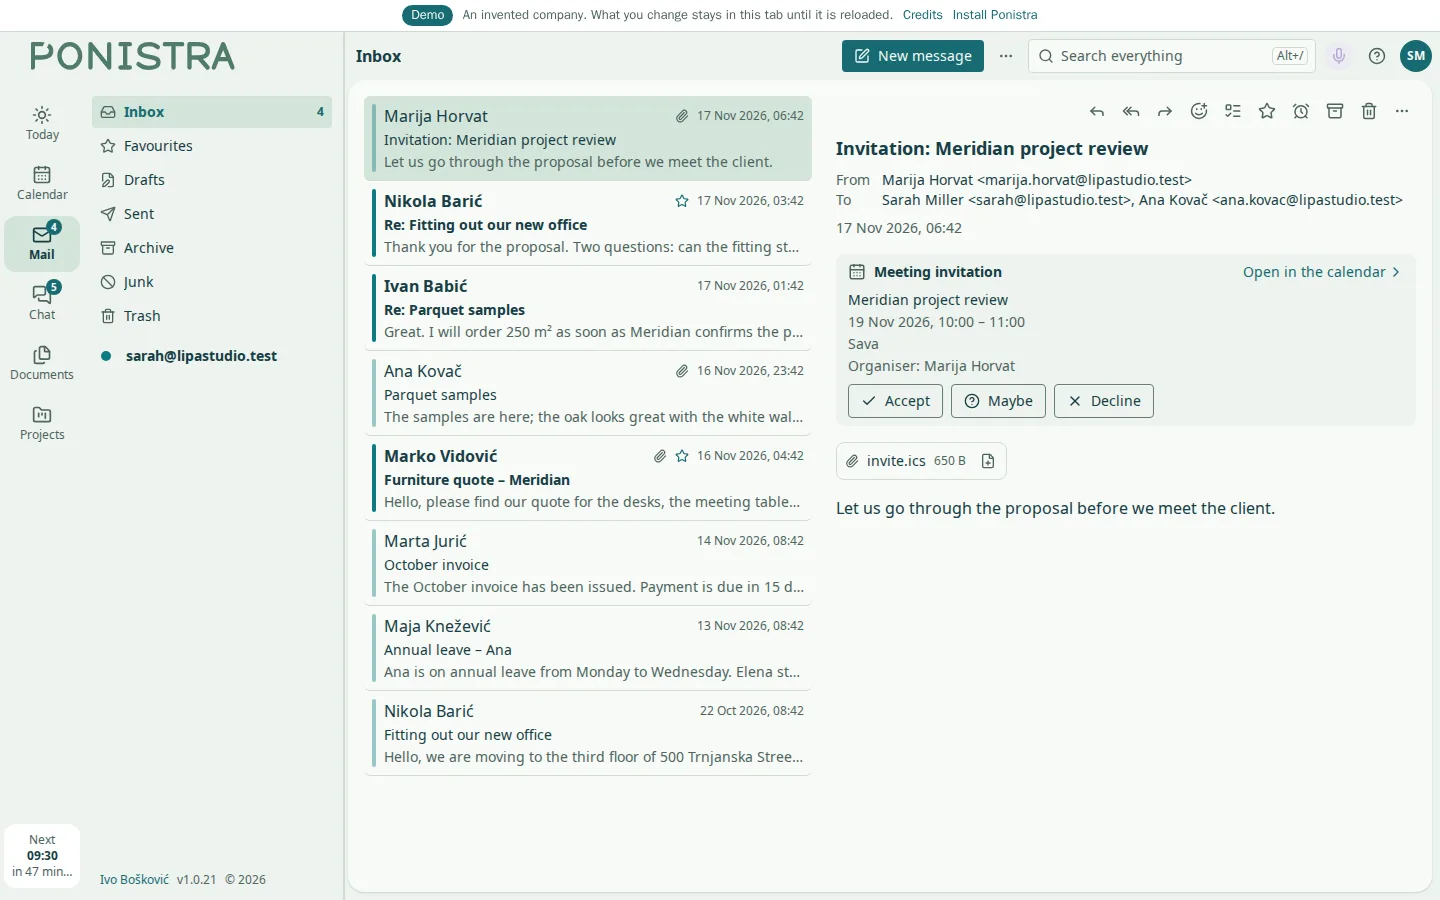 Demo An invented company. What you change stays in this tab until it is reloaded. Credits Install Ponistra
PONISTRA
Inbox
New message
Search everything Alt+/
SM
Today
Calendar
4
Mail
5
Chat
Documents
Projects
Inbox 4
Favourites
Drafts
Sent
Archive
Junk
Trash
sarah@lipastudio.test
Marija Horvat 17 Nov 2026, 06:42
Invitation: Meridian project review
Let us go through the proposal before we meet the client.
Nikola Barić 17 Nov 2026, 03:42
Re: Fitting out our new office
Thank you for the proposal. Two questions: can the fitting st...
Ivan Babić 17 Nov 2026, 01:42
Re: Parquet samples
Great. I will order 250 m² as soon as Meridian confirms the p...
Ana Kovač 16 Nov 2026, 23:42
Parquet samples
The samples are here; the oak looks great with the white wal...
Marko Vidović 16 Nov 2026, 04:42
Furniture quote – Meridian
Hello, please find our quote for the desks, the meeting table...
Marta Jurić 14 Nov 2026, 08:42
October invoice
The October invoice has been issued. Payment is due in 15 d...
Maja Knežević 13 Nov 2026, 08:42
Annual leave – Ana
Ana is on annual leave from Monday to Wednesday. Elena st...
Nikola Barić 22 Oct 2026, 08:42
Fitting out our new office
Hello, we are moving to the third floor of 500 Trnjanska Stree...
Invitation: Meridian project review
From Marija Horvat <marija.horvat@lipastudio.test>
To Sarah Miller <sarah@lipastudio.test>, Ana Kovač <ana.kovac@lipastudio.test>
17 Nov 2026, 06:42
Meeting invitation Open in the calendar
Meridian project review
19 Nov 2026, 10:00 – 11:00
Sava
Organiser: Marija Horvat
Accept Maybe Decline
invite.ics 650 B
Let us go through the proposal before we meet the client.
Next
09:30
in 47 min...
Ivo Bošković v1.0.21 © 2026